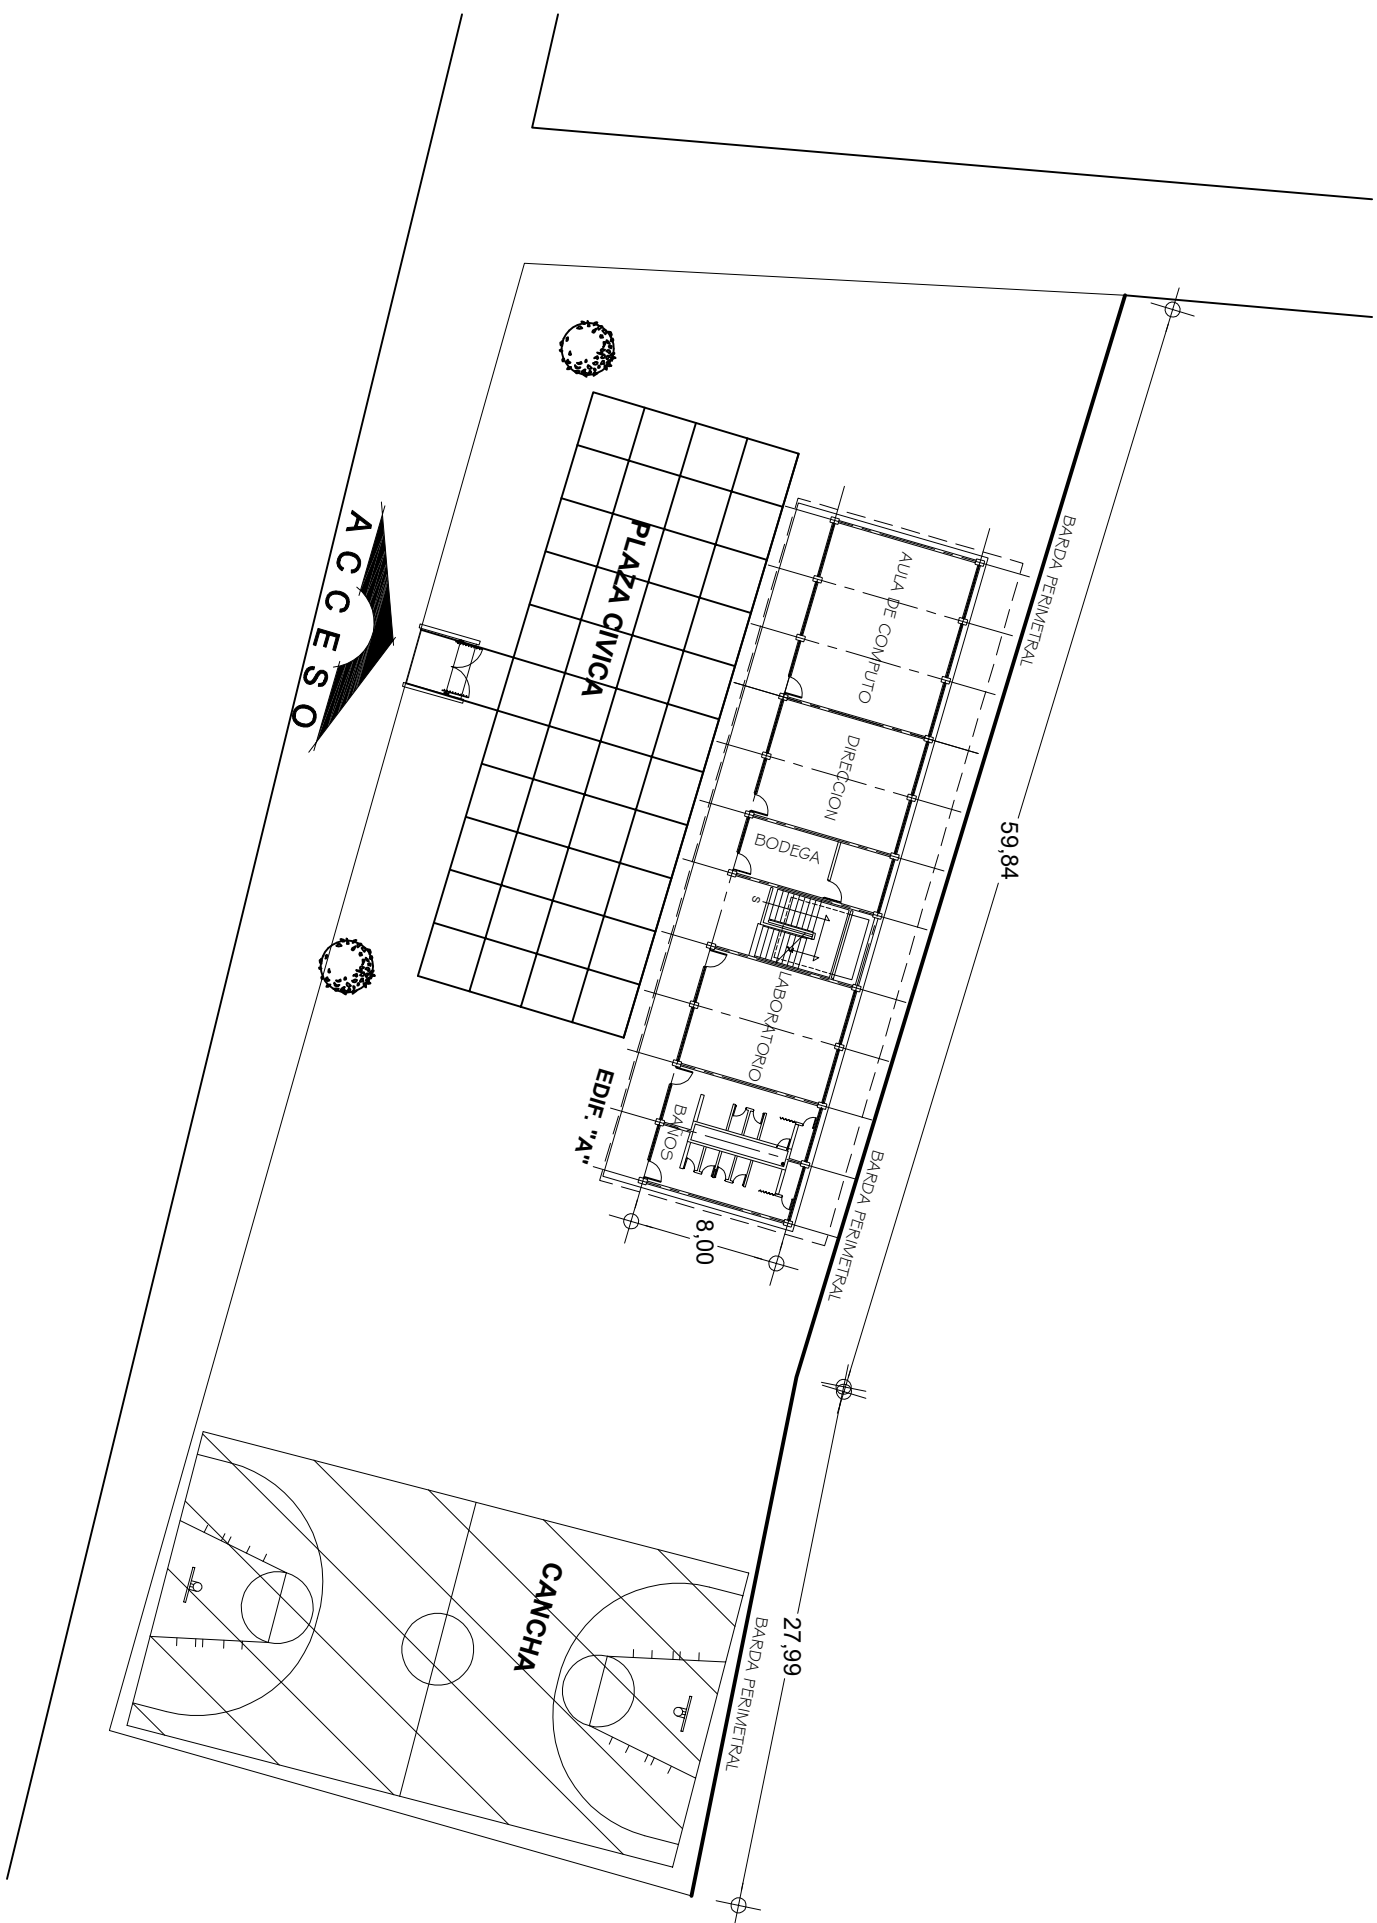 BARDA PERIMETRAL
AULA DE COMPUTO
PLAZA CIVICA
ACCESO
DIRECCION
59,84
BODEGA
S
LABORATORIO
EDIF. "A"
BAÑOS
BARDA PERIMETRAL
8,00
CANCHA
27,99
BARDA PERIMETRAL